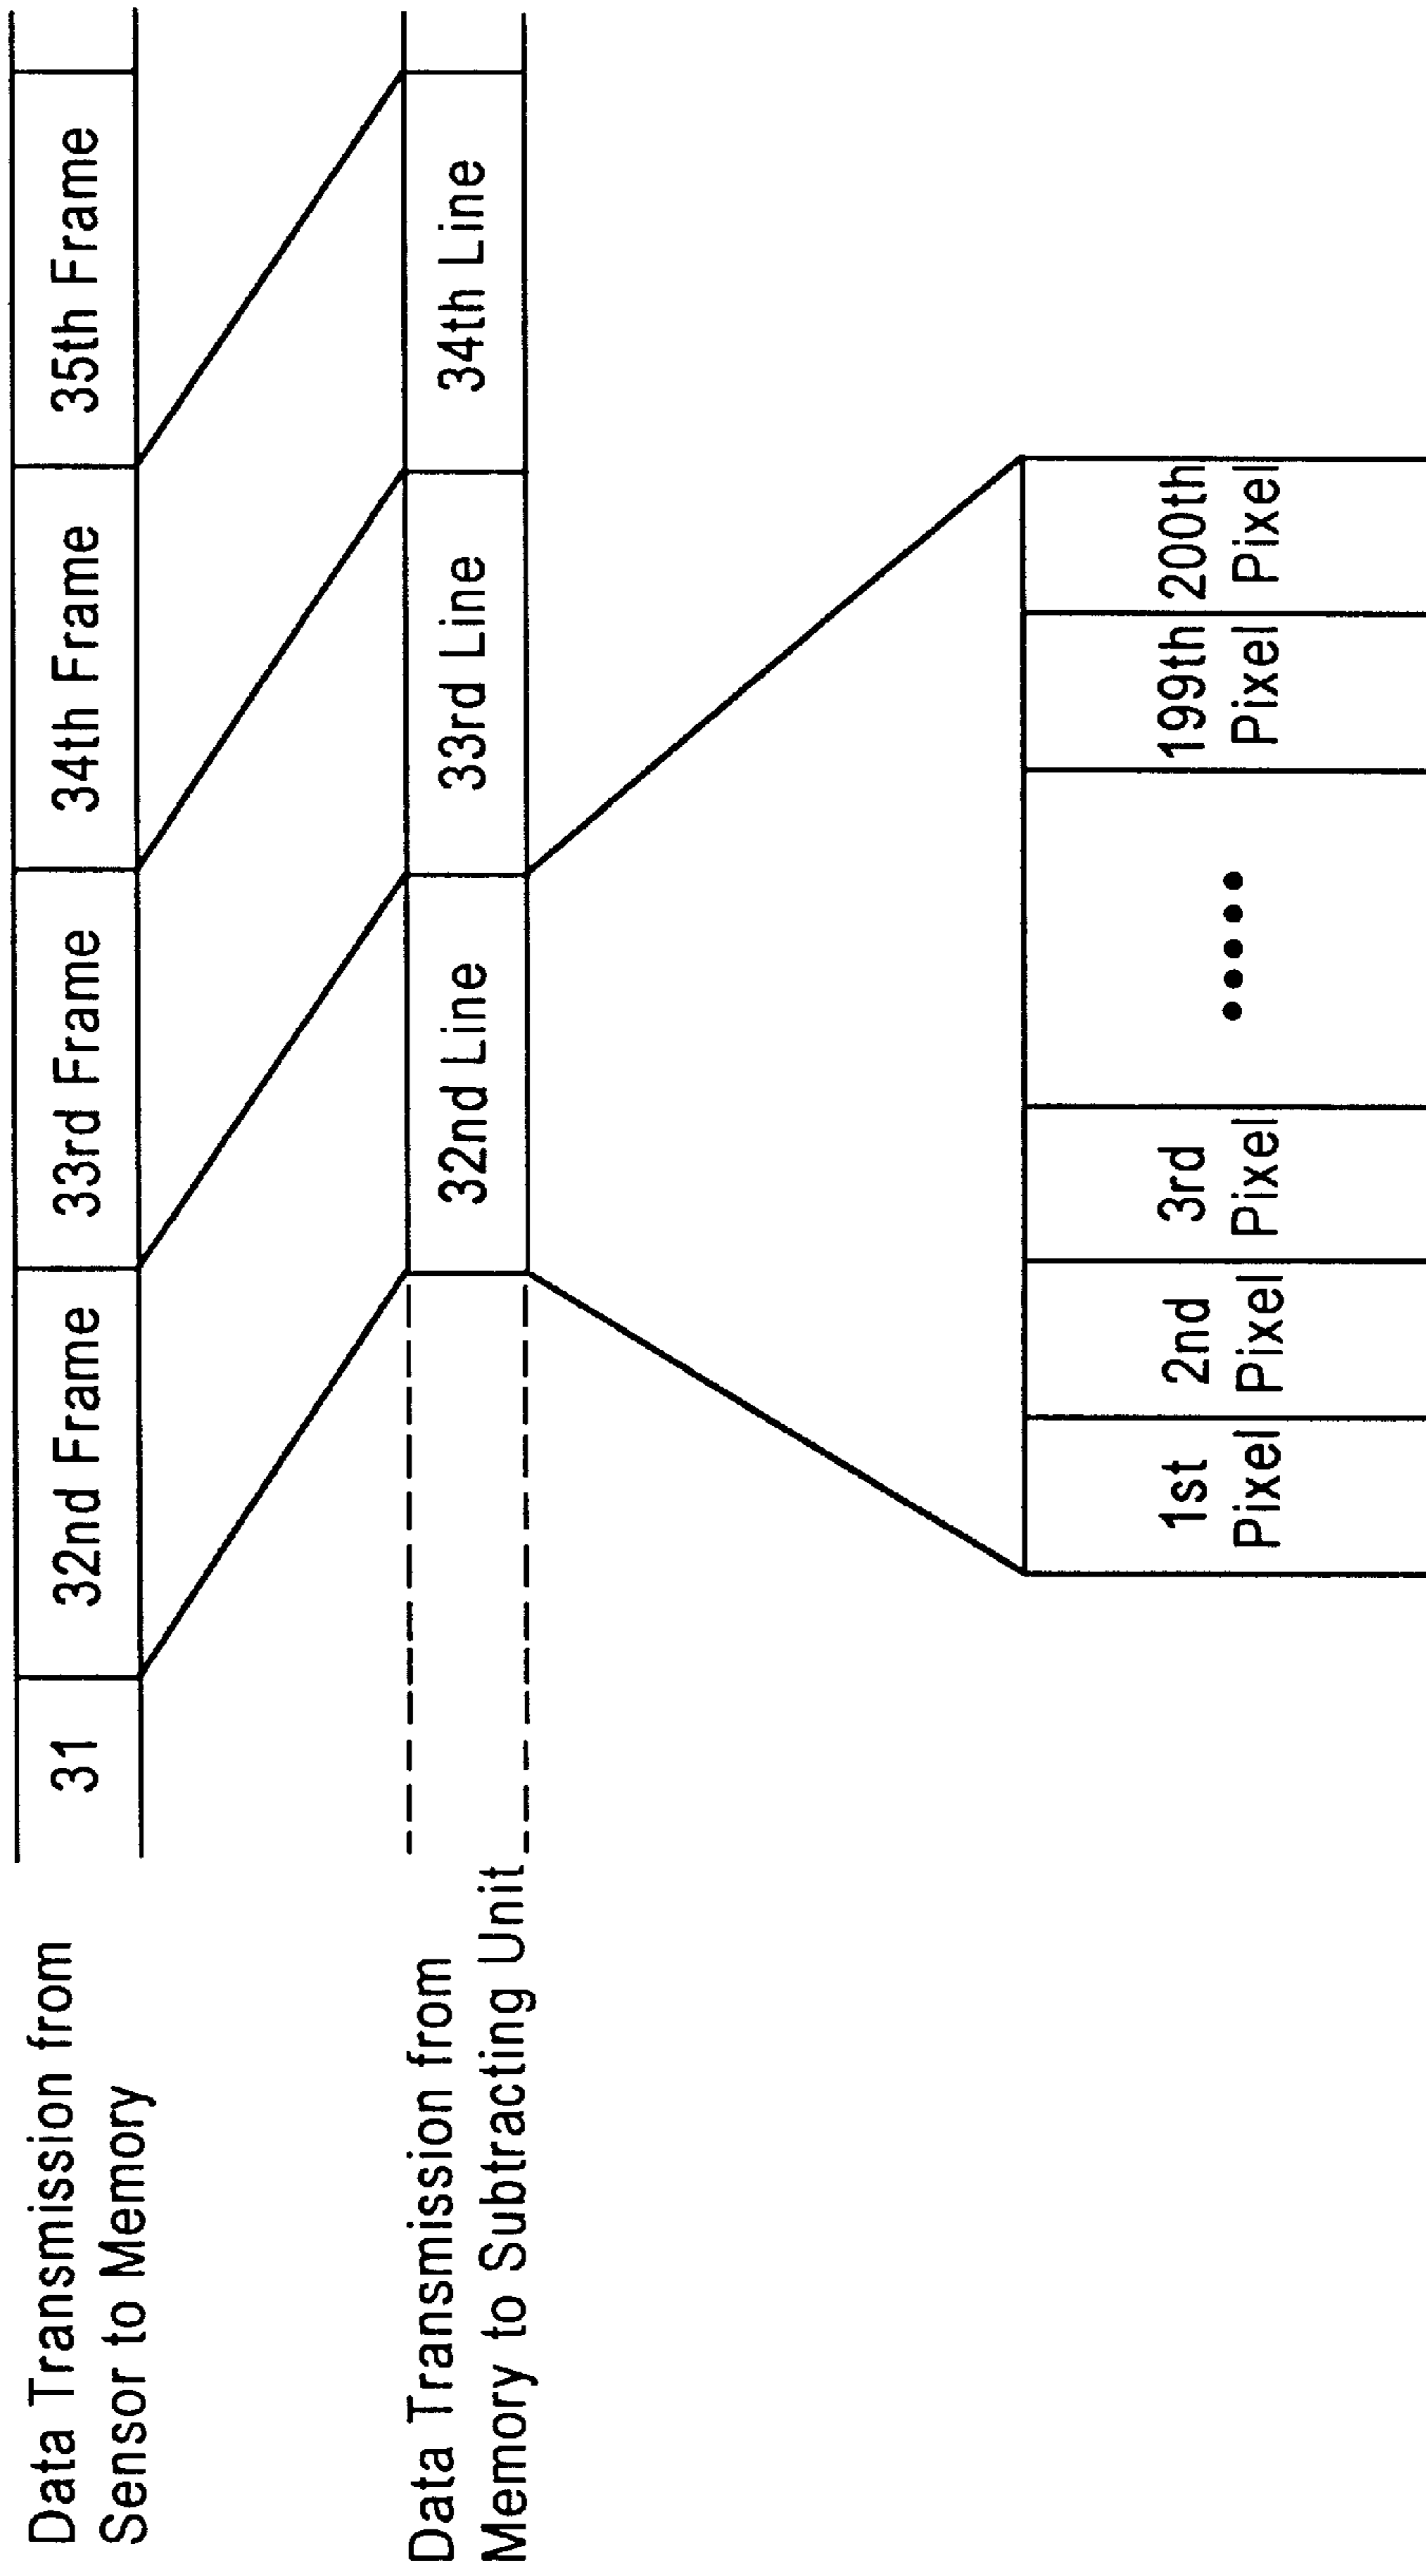 Data Transmission from
Sensor to Memory
31
32nd Frame
33rd Frame
34th Frame
35th Frame
Data Transmission from
Memory to Subtracting Unit
32nd Line
33rd Line
34th Line
1st
Pixel
2nd
Pixel
3rd
Pixel
•••••
199th
Pixel
200th
Pixel